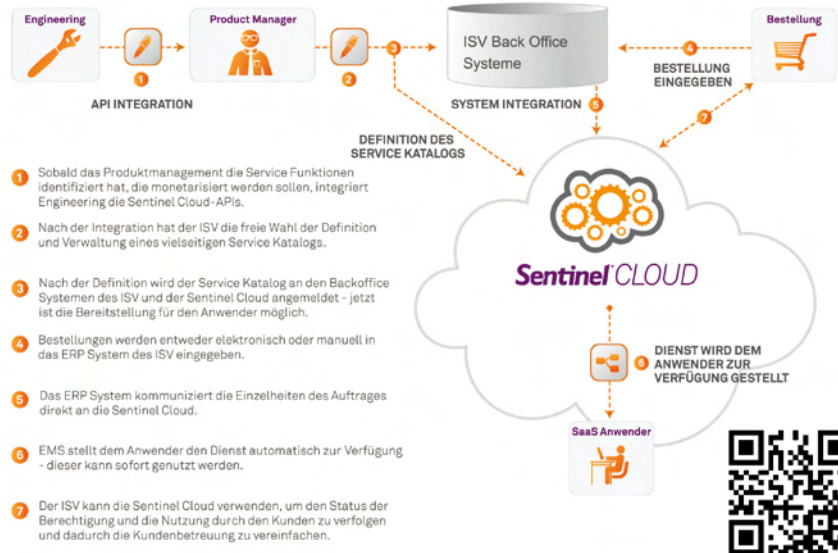 Engineering
Product Manager
ISV Back Office
Systeme
Bestellung
1
2
3
4
BESTELLUNG
EINGEGEBEN
API INTEGRATION
SYSTEM INTEGRATION
5
7
DEFINITION DES
SERVICE KATALOGS
1 Sobald das Produktmanagement die Service Funktionen
identifiziert hat, die monetarisiert werden sollen, integriert
Engineering die Sentinel Cloud-APIs.
2 Nach der Integration hat der ISV die freie Wahl der Definition
und Verwaltung eines vielseitigen Service Katalogs.
3 Nach der Definition wird der Service Katalog an den Backoffice
Systemen des ISV und der Sentinel Cloud angemeldet - jetzt
ist die Bereitstellung für den Anwender möglich.
4 Bestellungen werden entweder elektronisch oder manuell in
das ERP System des ISV eingegeben.
5 Das ERP System kommuniziert die Einzelheiten des Auftrages
direkt an die Sentinel Cloud.
6 EMS stellt dem Anwender den Dienst automatisch zur Verfügung
- dieser kann sofort genutzt werden.
7 Der ISV kann die Sentinel Cloud verwenden, um den Status der
Berechtigung und die Nutzung durch den Kunden zu verfolgen
und dadurch die Kundenbetreuung zu vereinfachen.
Sentinel CLOUD
6 DIENST WIRD DEM
ANWENDER ZUR
VERFÜGUNG GESTELLT
SaaS Anwender